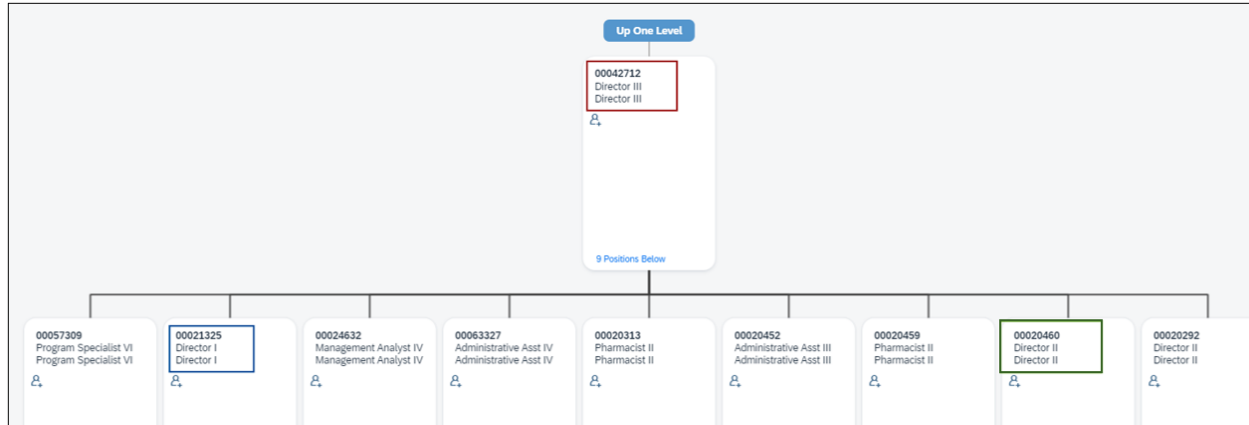 Up One Level
00042712
Director III
Director III
9 Positions Below
00057309
Program Specialist VI
Program Specialist VI
00021325
Director I
Director I
00024632
Management Analyst IV
Management Analyst IV
00063327
Administrative Asst IV
Administrative Asst IV
00020313
Pharmacist II
Pharmacist II
00020452
Administrative Asst III
Administrative Asst III
00020459
Pharmacist II
Pharmacist II
00020460
Director II
Director II
00020292
Director II
Director II